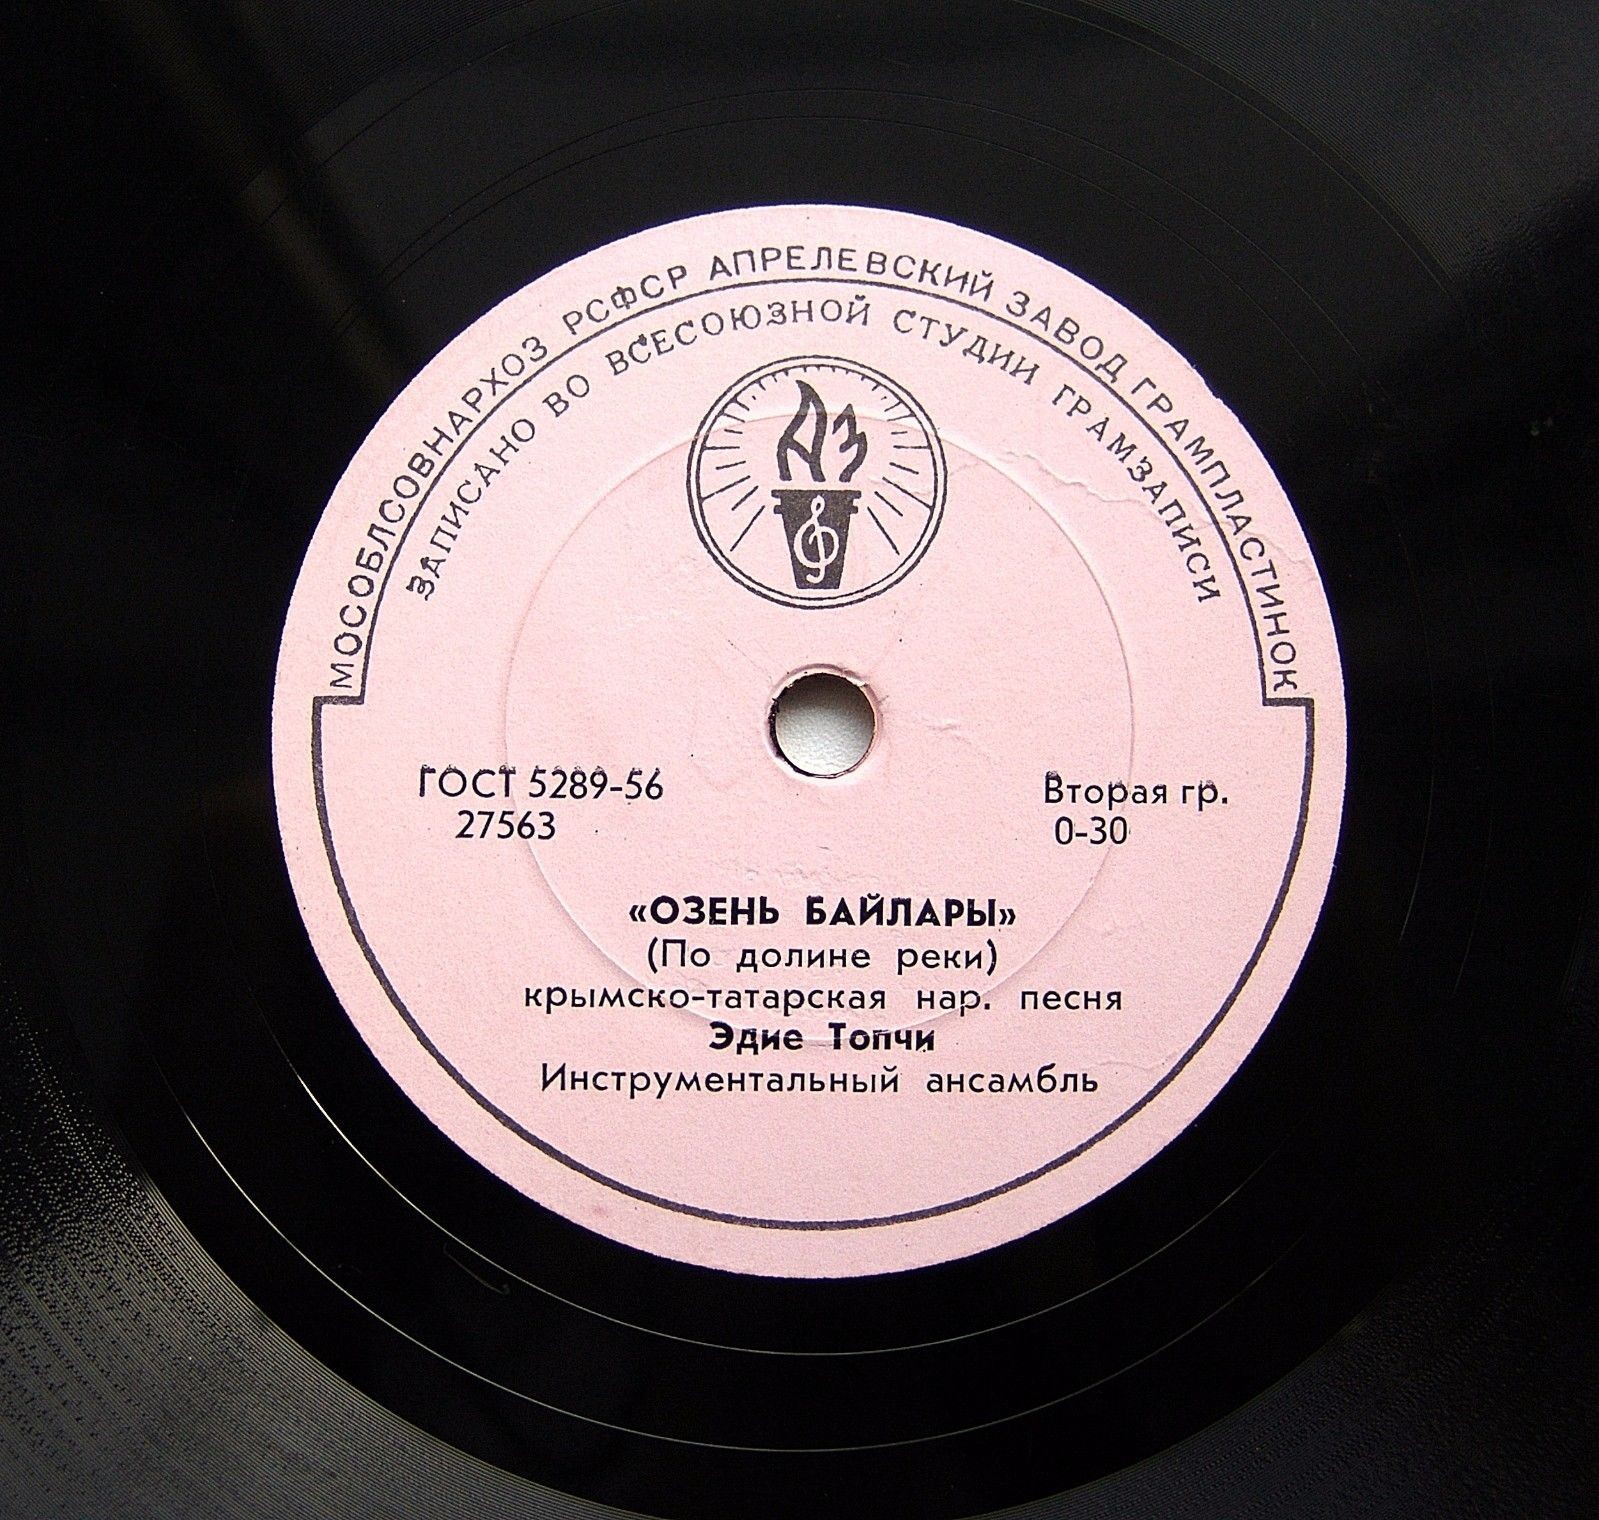 МОСОБЛСОВНАРХОЗ РСФСР АПРЕЛЕВСКИЙ ЗАВОД ГРАМПЛАСТИНОК
ЗАПИСАНО ВО ВСЕСОЮЗНОЙ СТУДИИ ГРАМЗАПИСИ
АЗ
ГОСТ 5289-56
27563
Вторая гр.
0-30
«ОЗЕНЬ БАЙЛАРЫ»
(По долине реки)
крымско-татарская нар. песня
Эдие Топчи
Инструментальный ансамбль